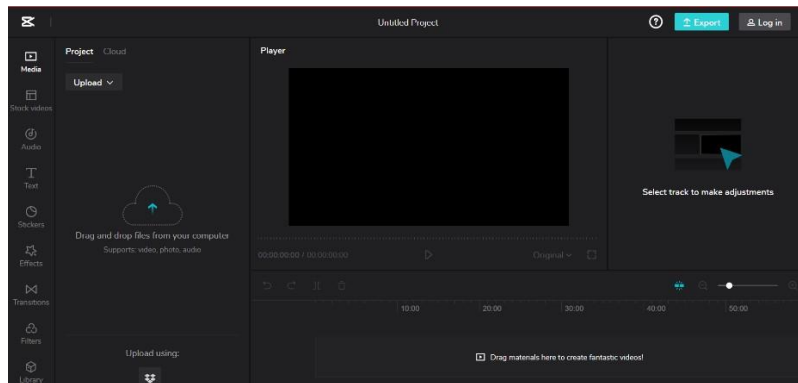 Untitled Project
Export
Log in
Media
Stock videos
Audio
Text
Stickers
Effects
Transitions
Filters
Library
Project Cloud
Upload
Drag and drop files from your computer
Supports: video, photo, audio
Upload using:
Player
00:00:00:00 / 00:00:00:00
Original
Select track to make adjustments
10:00 20:00 30:00 40:00 50:00
Drag materials here to create fantastic videos!